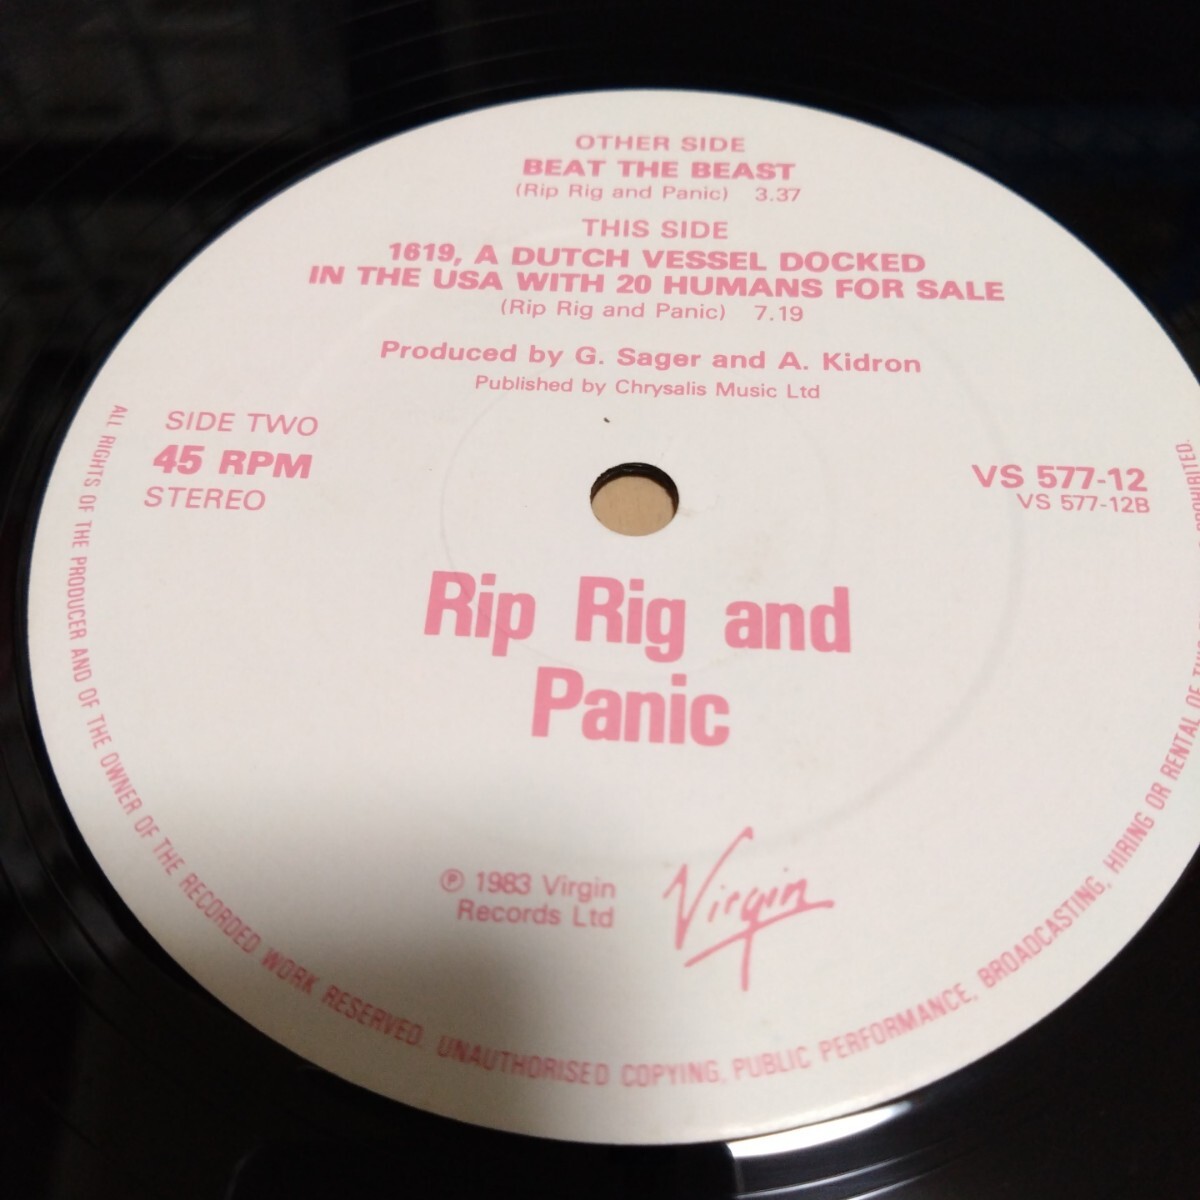 OTHER SIDE
BEAT THE BEAST
(Rip Rig and Panic) 3.37
THIS SIDE
1619, A DUTCH VESSEL DOCKED
IN THE USA WITH 20 HUMANS FOR SALE
(Rip Rig and Panic) 7.19
Produced by G. Sager and A. Kidron
Published by Chrysalis Music Ltd
SIDE TWO
45 RPM
STEREO
VS 577-12
VS 577-12B
Rip Rig and
Panic
℗ 1983 Virgin
Records Ltd
Virgin
ALL RIGHTS OF THE PRODUCER AND OF THE OWNER OF THE RECORDED WORK RESERVED. UNAUTHORISED COPYING, PUBLIC PERFORMANCE, BROADCASTING, HIRING OR RENTAL OF THIS